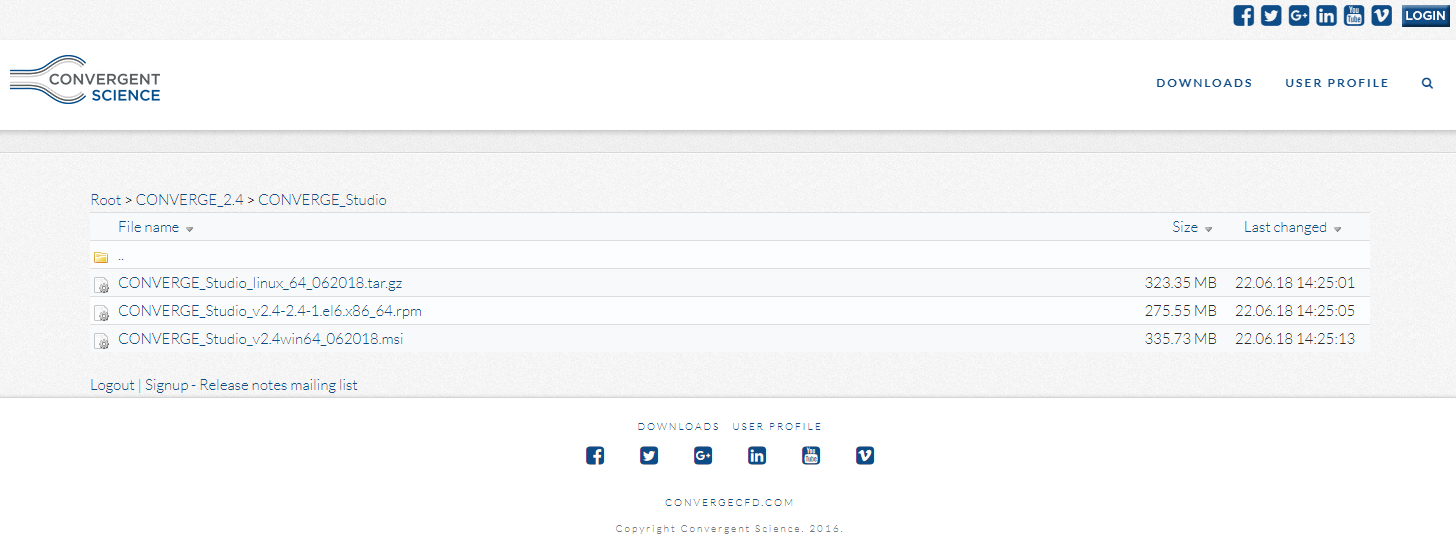 LOGIN
CONVERGENT
SCIENCE
DOWNLOADS USER PROFILE
Root > CONVERGE_2.4 > CONVERGE_Studio
File name Size Last changed
..
CONVERGE_Studio_linux_64_062018.tar.gz 323.35 MB 22.06.18 14:25:01
CONVERGE_Studio_v2.4-2.4-1.el6.x86_64.rpm 275.55 MB 22.06.18 14:25:05
CONVERGE_Studio_v2.4win64_062018.msi 335.73 MB 22.06.18 14:25:13
Logout | Signup - Release notes mailing list
DOWNLOADS USER PROFILE
CONVERGECFD.COM
Copyright Convergent Science. 2016.